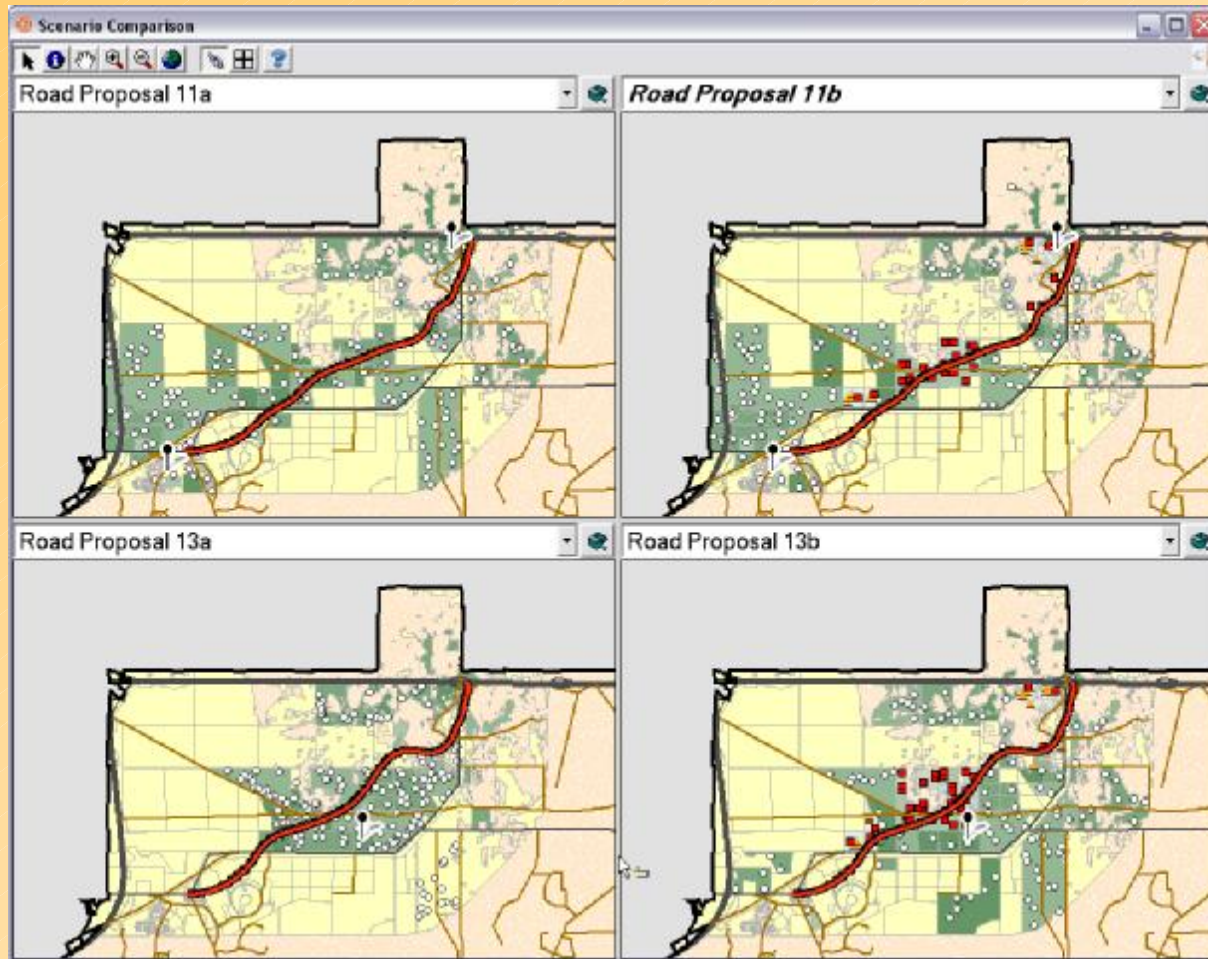 Scenario Comparison
Road Proposal 11a
Road Proposal 11b
Road Proposal 13a
Road Proposal 13b